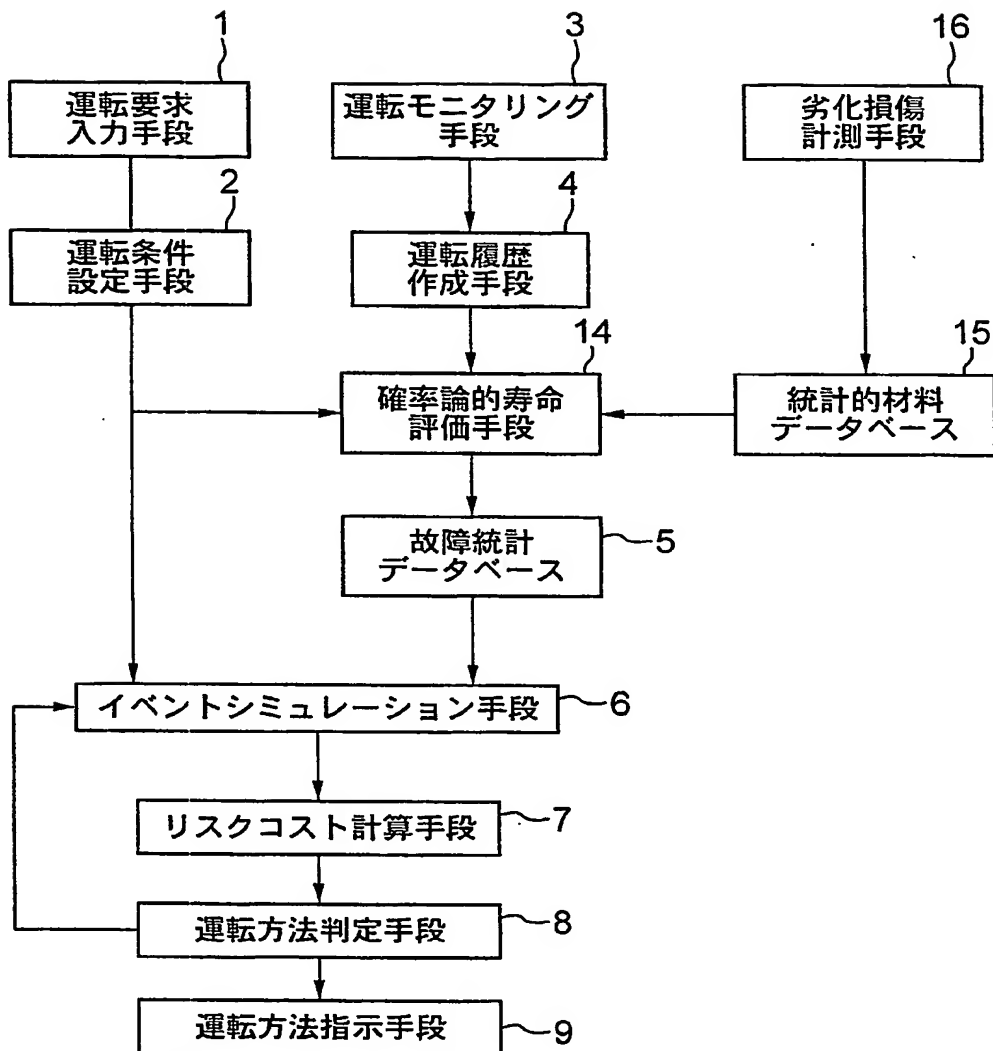 1
運転要求
入力手段
3
運転モニタリング
手段
16
劣化損傷
計測手段
2
運転条件
設定手段
4
運転履歴
作成手段
14
確率論的寿命
評価手段
15
統計的材料
データベース
故障統計
データベース
5
イベントシミュレーション手段
6
リスクコスト計算手段
7
運転方法判定手段
8
運転方法指示手段
9